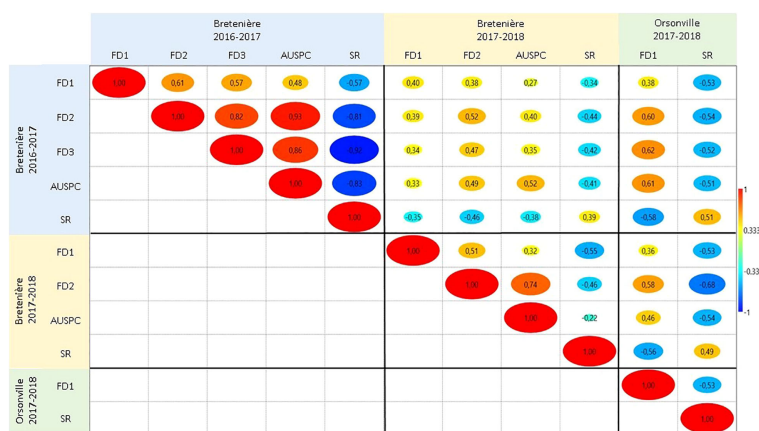 Bretenière Bretenière Orsonville
2016-2017 2017-2018 2017-2018
FD1 FD2 FD3 AUSPC SR FD1 FD2 AUSPC SR FD1 SR
Bretenière
2016-2017
FD1 1,00 0,61 0,57 0,48 -0,57 0,40 0,38 0,27 -0,34 0,38 -0,53
FD2 1,00 0,82 0,93 -0,81 0,39 0,52 0,40 -0,44 0,60 -0,54
FD3 1,00 0,86 -0,92 0,34 0,47 0,35 -0,42 0,62 -0,52
AUSPC 1,00 -0,83 0,33 0,49 0,52 -0,41 0,61 -0,51
SR 1,00 -0,35 -0,46 -0,38 0,39 -0,58 0,51
Bretenière
2017-2018
FD1 1,00 0,51 0,32 -0,55 0,36 -0,53
FD2 1,00 0,74 -0,46 0,58 -0,68
AUSPC 1,00 -0,22 0,46 -0,54
SR 1,00 -0,56 0,49
Orsonville
2017-2018
FD1 1,00 -0,53
SR 1,00
1
0.333
-0.33
-1